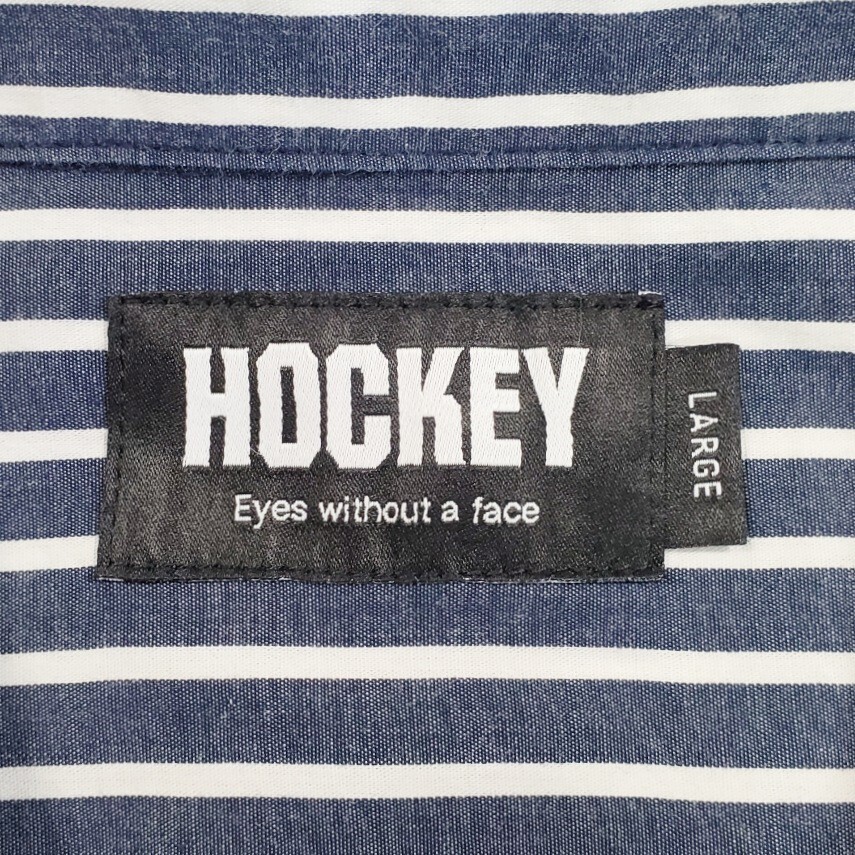 HOCKEY
Eyes without a face
LARGE